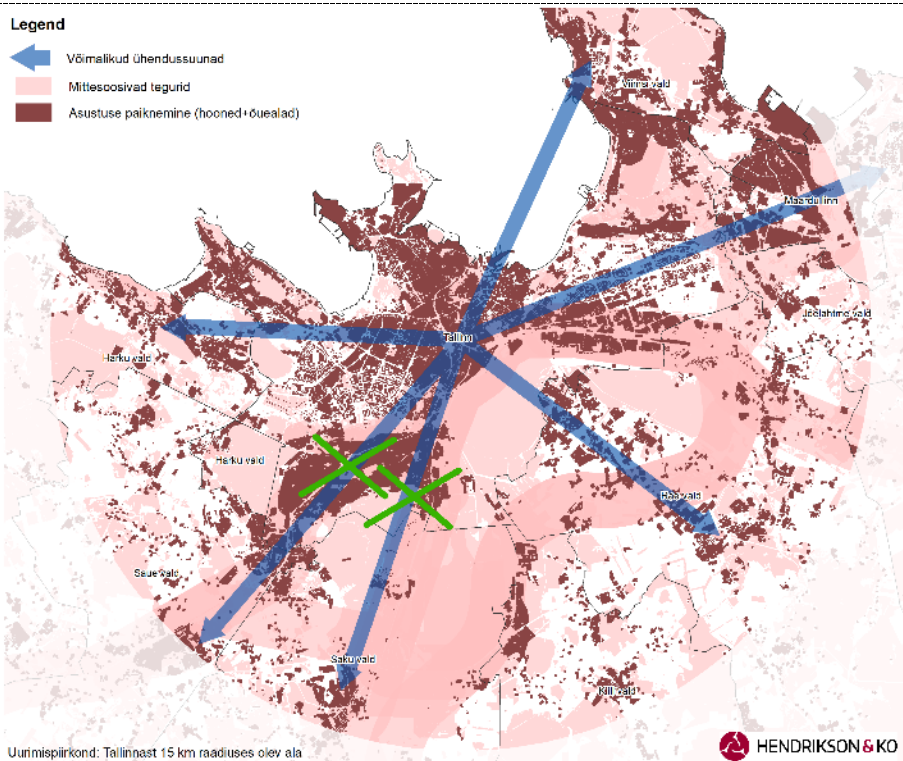 Legend
Võimalikud ühendussuunad
Mittesoosivad tegurid
Asustuse paiknemine (hooned+õuealad)
Viimsi vald
Maardu linn
Jõelähtme vald
Tallinn
Harku vald
Harku vald
Rae vald
Saue vald
Saku vald
Kiili vald
Uurimispiirkond: Tallinnast 15 km raadiuses olev ala
HENDRIKSON & KO